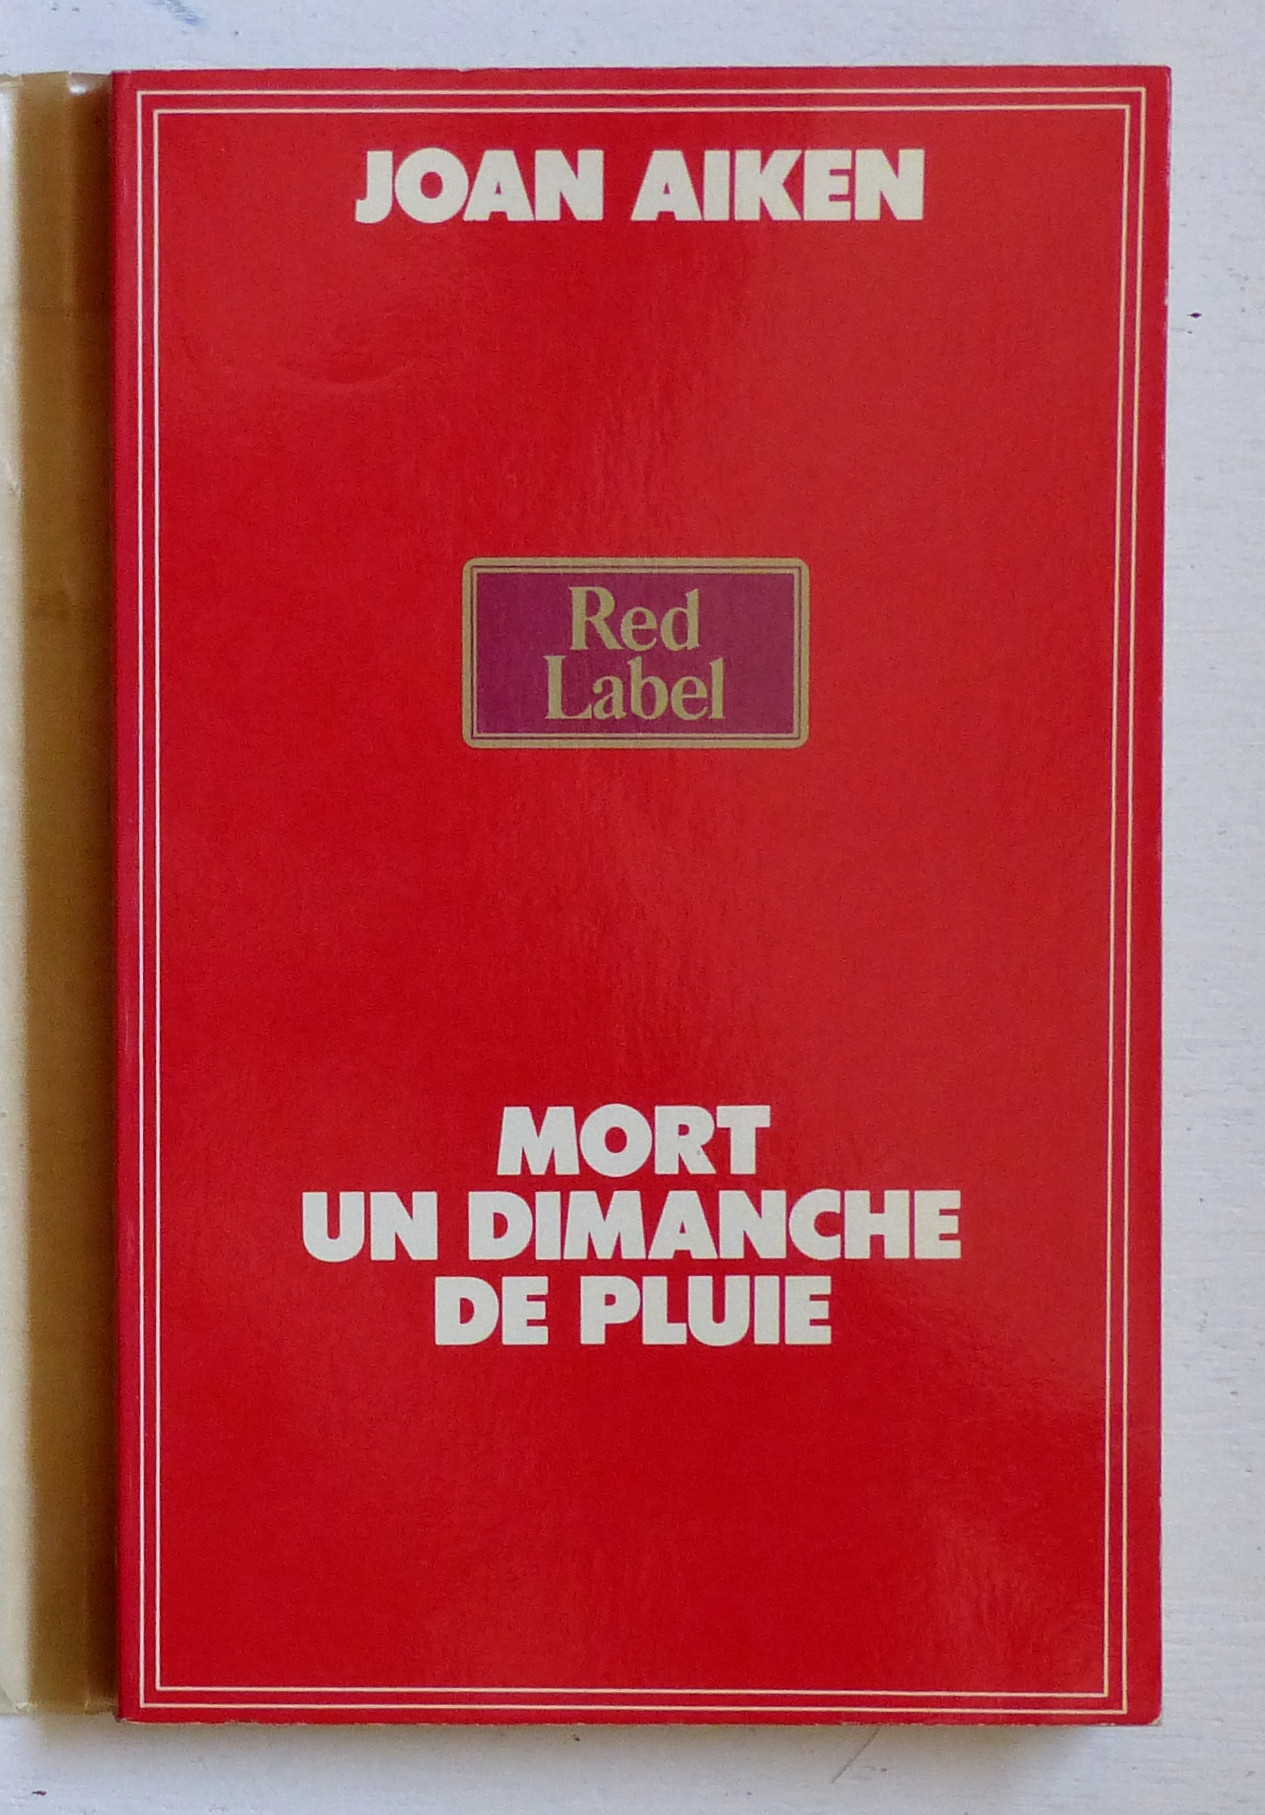 JOAN AIKEN
Red
Label
MORT
UN DIMANCHE
DE PLUIE